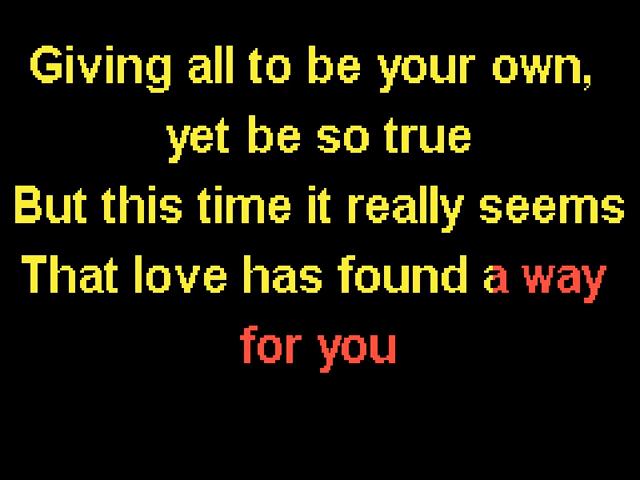 Giving all to be your own,
yet be so true
But this time it really seems
That love has found a way
for you